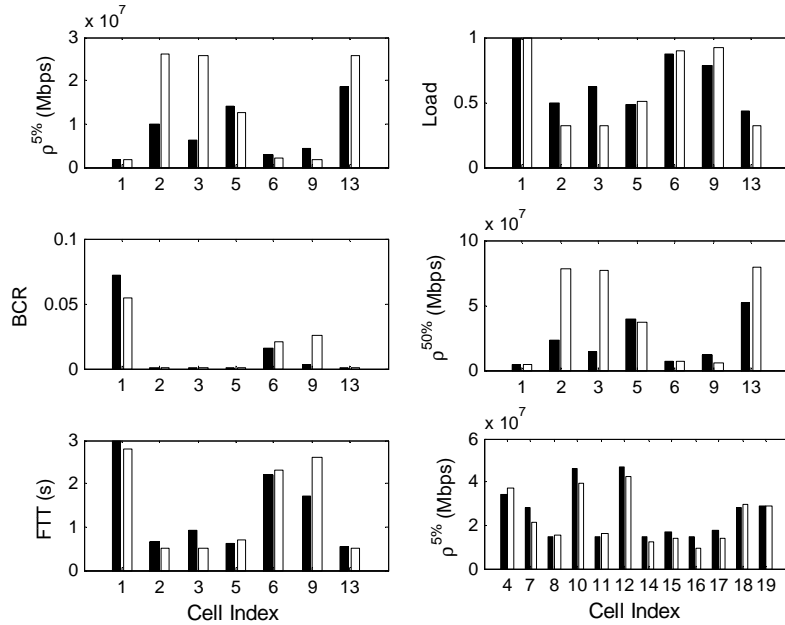 x 10^7
3
2
1
0
ρ^5% (Mbps)
1 2 3 5 6 9 13
1
0.5
0
Load
1 2 3 5 6 9 13
0.1
0.05
0
BCR
1 2 3 5 6 9 13
x 10^7
10
5
0
ρ^50% (Mbps)
1 2 3 5 6 9 13
3
2
1
0
FTT (s)
1 2 3 5 6 9 13
Cell Index
x 10^7
6
4
2
0
ρ^5% (Mbps)
4 7 8 10 11 12 14 15 16 17 18 19
Cell Index